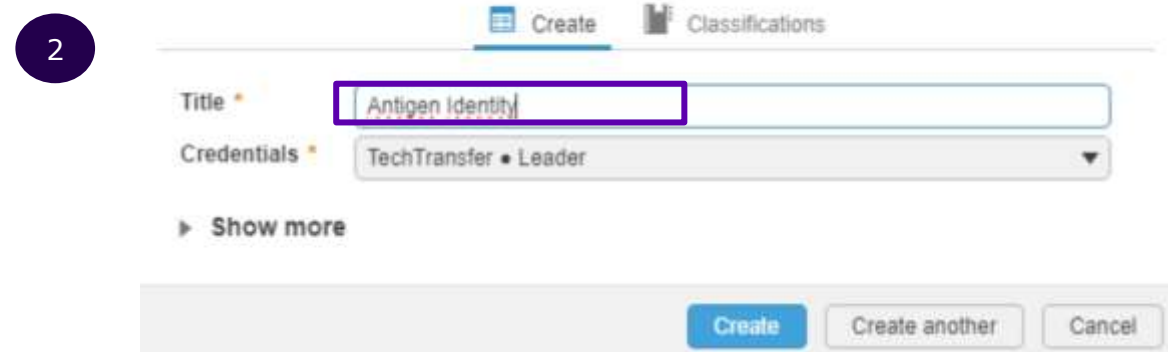 Create Classifications
2
Title *
Antigen Identity
Credentials *
TechTransfer ● Leader
Show more
Create Create another Cancel